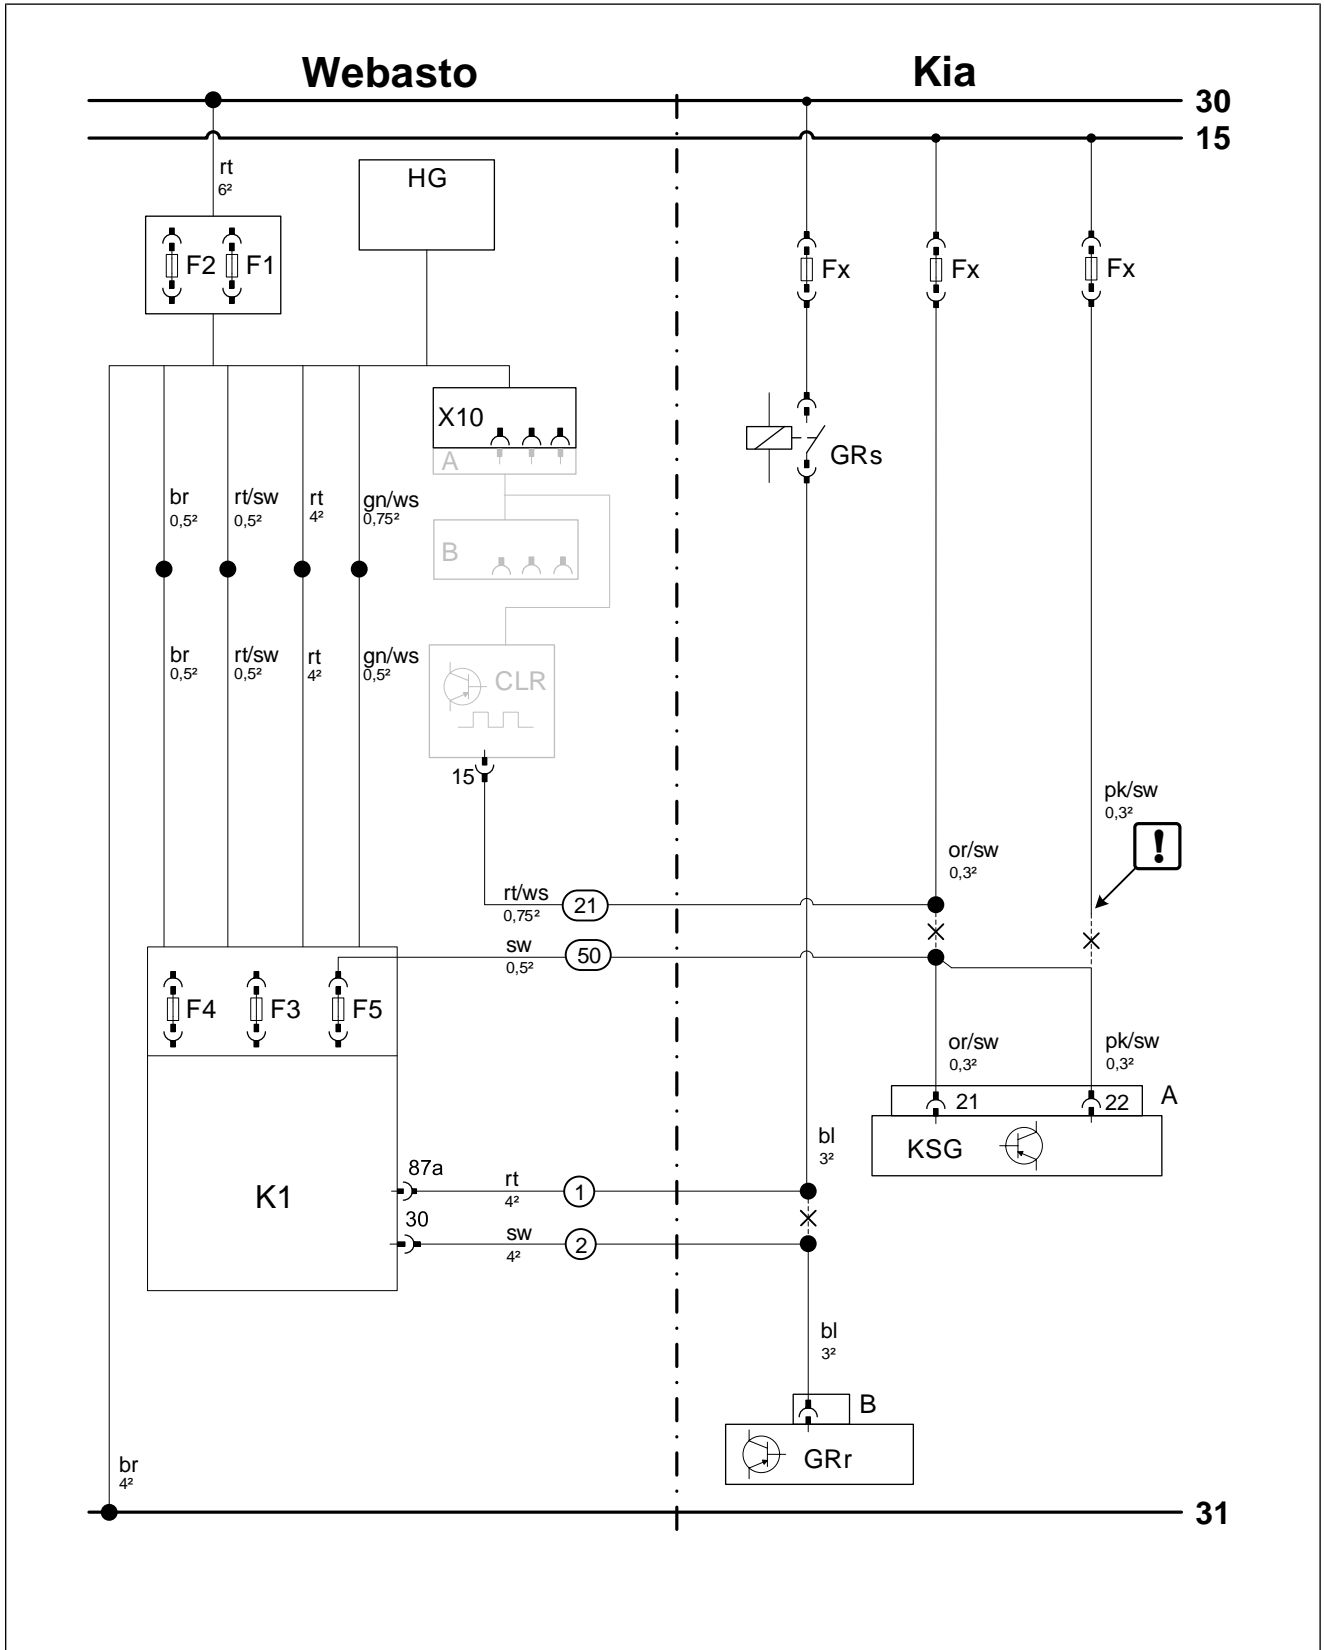 Webasto
Kia
30
15
rt
6²
HG
F2
F1
Fx
Fx
Fx
X10
A
GRs
br
0,5²
rt/sw
0,5²
rt
4²
gn/ws
0,75²
B
br
0,5²
rt/sw
0,5²
rt
4²
gn/ws
0,5²
CLR
15
pk/sw
0,3²
!
or/sw
0,3²
rt/ws
0,75²
21
sw
0,5²
50
F4
F3
F5
or/sw
0,3²
pk/sw
0,3²
21
22
A
KSG
bl
3²
K1
87a
rt
4²
1
30
sw
4²
2
bl
3²
B
GRr
br
4²
31